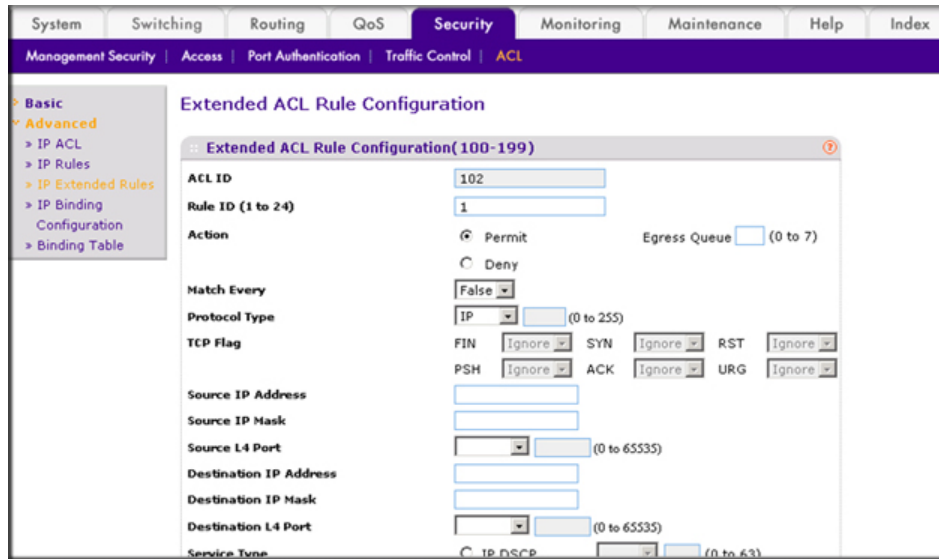 System Switching Routing QoS Security Monitoring Maintenance Help Index
Management Security | Access | Port Authentication | Traffic Control | ACL
Basic
Advanced
» IP ACL
» IP Rules
» IP Extended Rules
» IP Binding
Configuration
» Binding Table
Extended ACL Rule Configuration
Extended ACL Rule Configuration(100-199) ?
ACL ID 102
Rule ID (1 to 24) 1
Action Permit Egress Queue (0 to 7)
Deny
Match Every False
Protocol Type IP (0 to 255)
TCP Flag FIN Ignore SYN Ignore RST Ignore
PSH Ignore ACK Ignore URG Ignore
Source IP Address
Source IP Mask
Source L4 Port (0 to 65535)
Destination IP Address
Destination IP Mask
Destination L4 Port (0 to 65535)
Service Type IP DSCP (0 to 63)